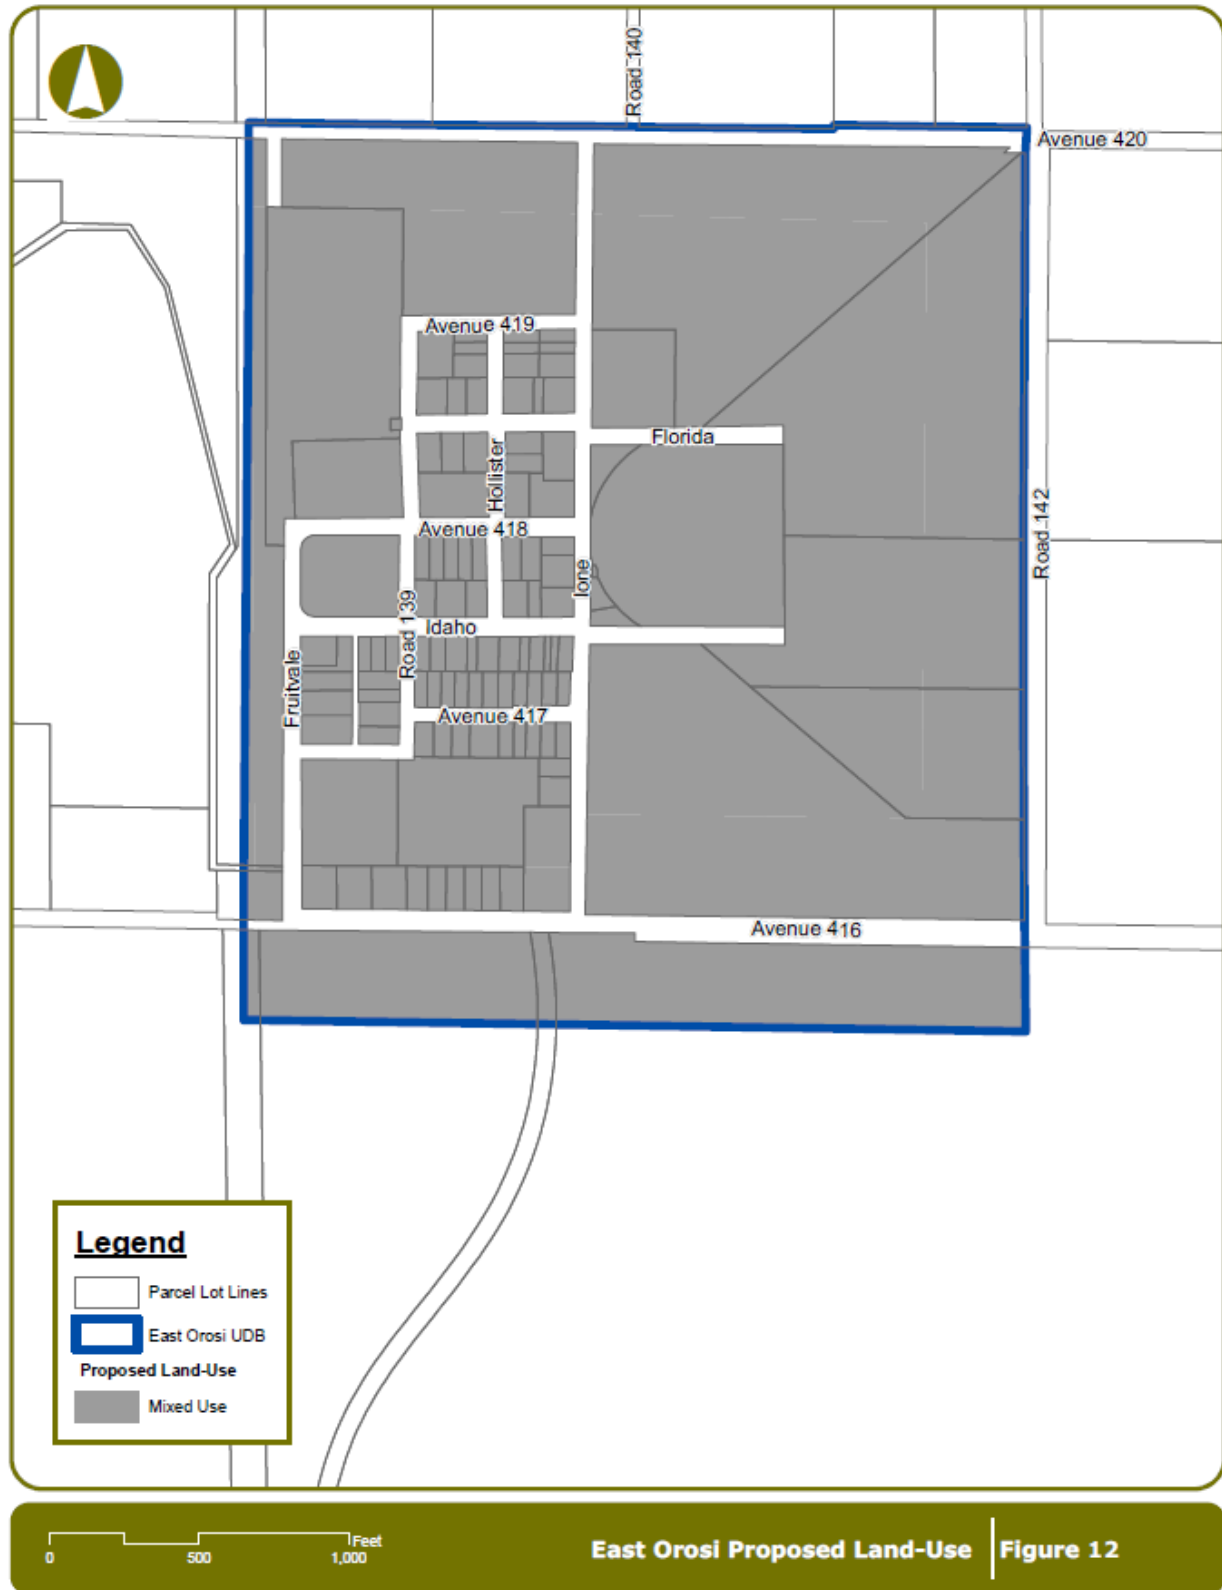 Road 140
Avenue 420
Avenue 419
Florida
Hollister
Avenue 418
Road 142
Ione
Road 139
Idaho
Fruitvale
Avenue 417
Avenue 416
Legend
Parcel Lot Lines
East Orosi UDB
Proposed Land-Use
Mixed Use
Feet
0 500 1,000
East Orosi Proposed Land-Use Figure 12